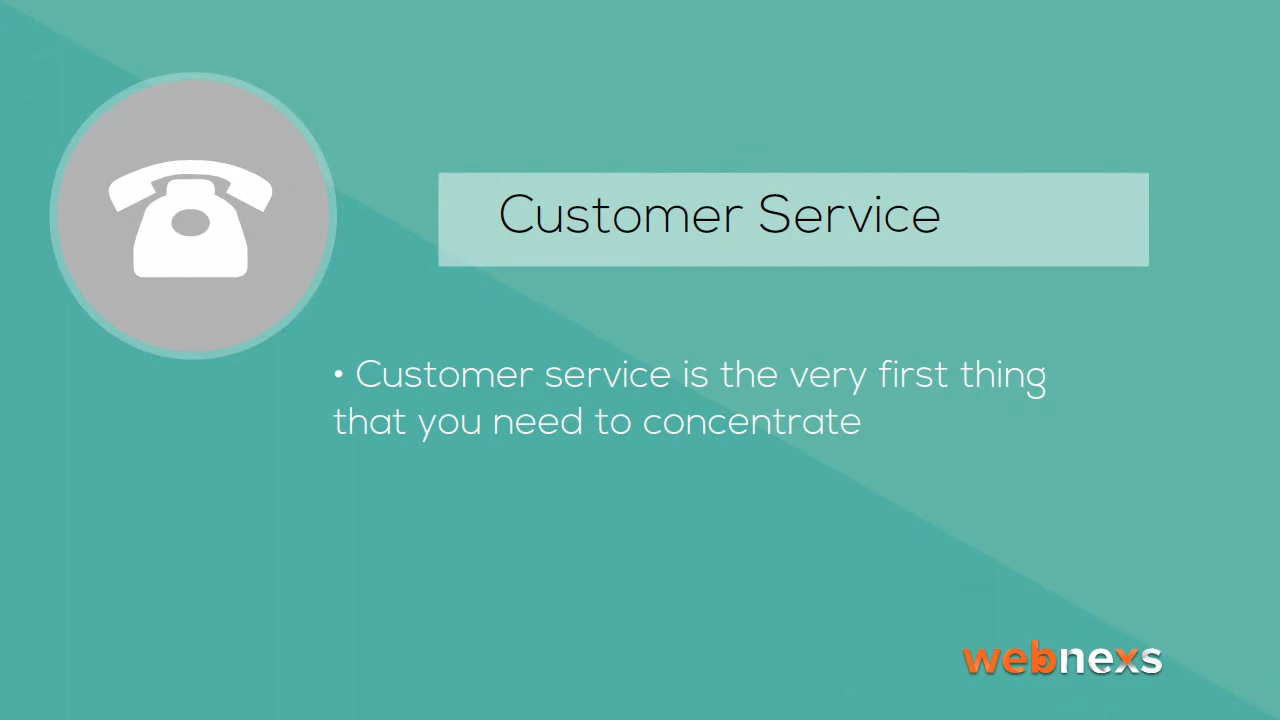 Customer Service
• Customer service is the very first thing
that you need to concentrate
webnexs